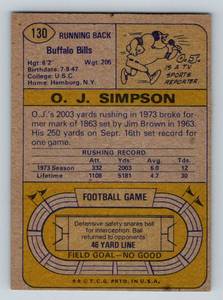 130 RUNNING BACK
Buffalo Bills
Hgt: 6'2" Wgt: 206
Birthdate: 7-9-47
College: U.S.C.
Home: Hamburg, N.Y.
O.J.
IS A TV
SPORTS
REPORTER
O. J. SIMPSON
O.J.'s 2003 yards rushing in 1973 broke for-
mer mark of 1863 set by Jim Brown in 1963.
His 250 yards on Sept. 16th set game record.
RUSHING RECORD
Att. Yds. Avg. TDs
1973 Season 332 2003 6.0 12
Lifetime 1108 5181 4.7 30
FOOTBALL GAME
Defensive safety snares ball
for interception. Ball
returned to opponents'
46 YARD LINE
FIELD GOAL—NO GOOD
© T.C.G. PRTD. IN U.S.A.